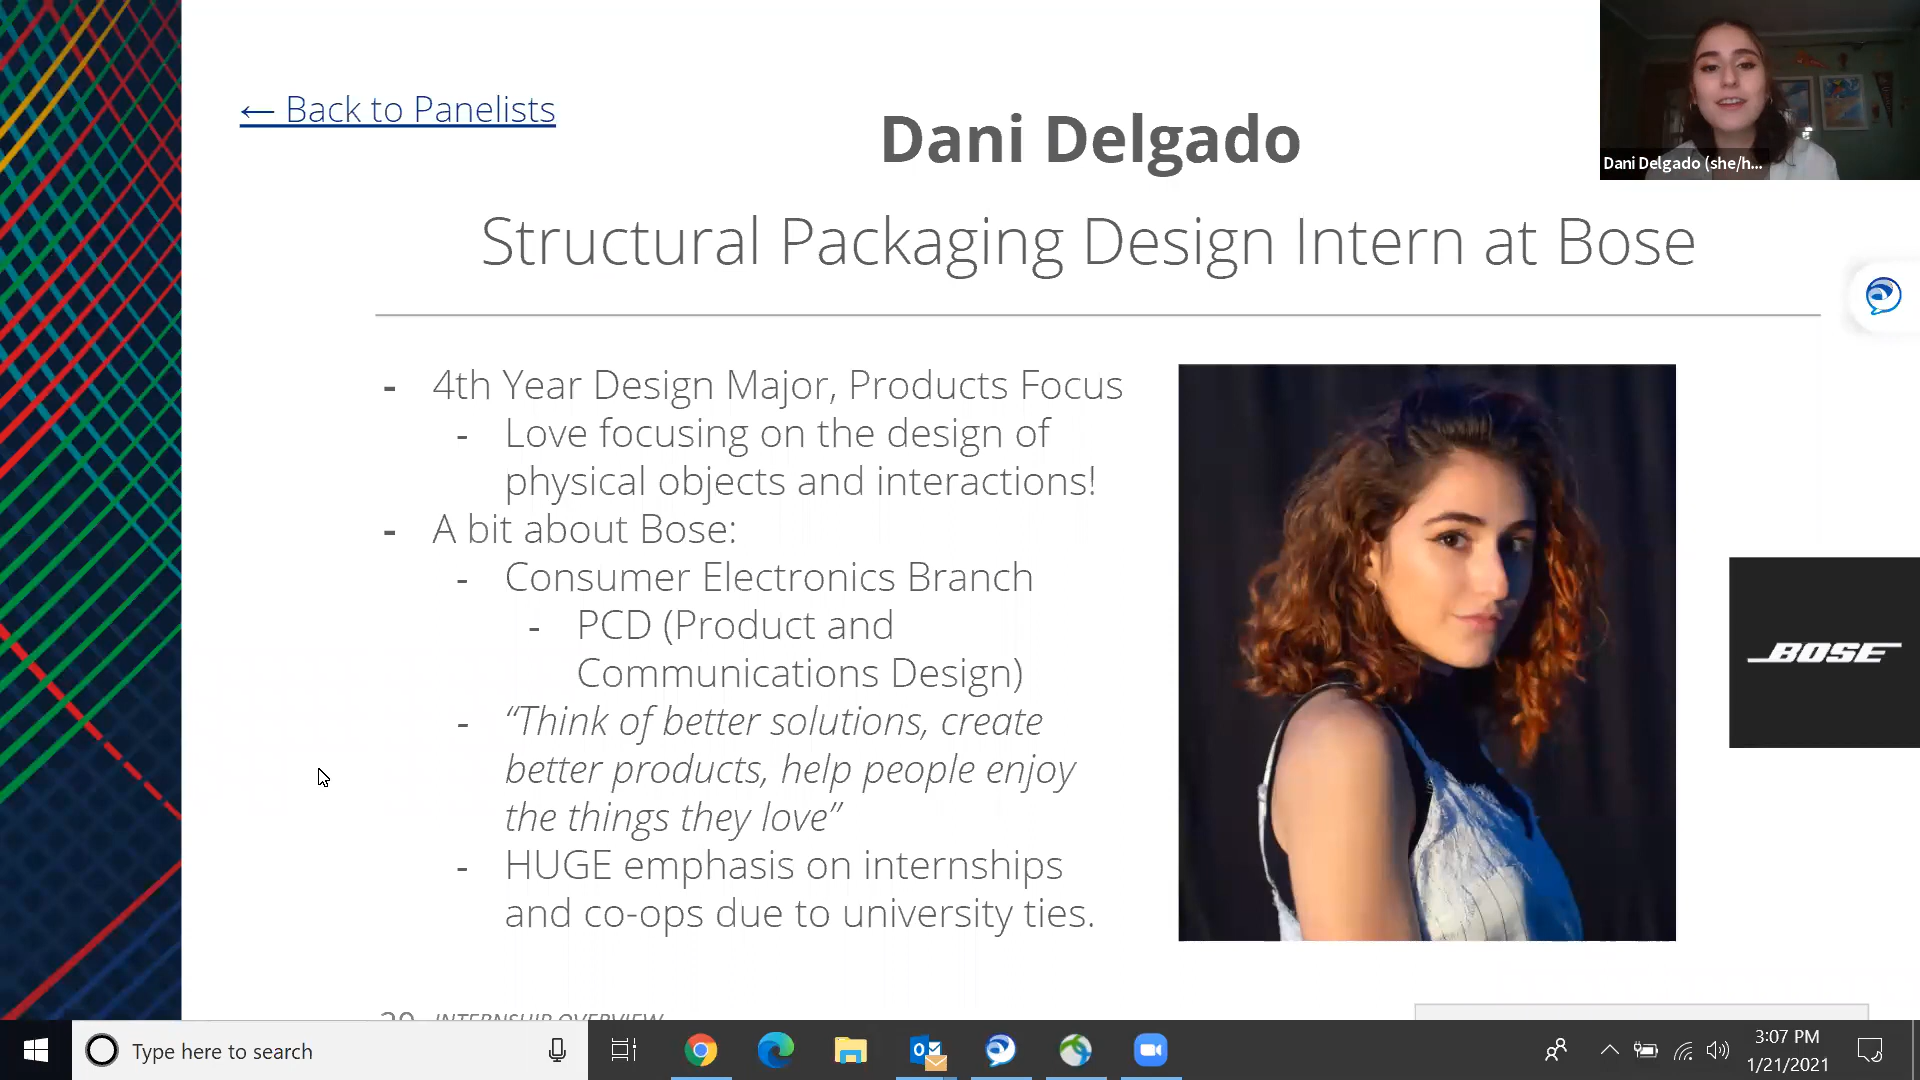 ← Back to Panelists
Dani Delgado
Dani Delgado (she/h...
Structural Packaging Design Intern at Bose
- 4th Year Design Major, Products Focus
- Love focusing on the design of
physical objects and interactions!
- A bit about Bose:
- Consumer Electronics Branch
- PCD (Product and
Communications Design)
- “Think of better solutions, create
better products, help people enjoy
the things they love”
- HUGE emphasis on internships
and co-ops due to university ties.
BOSE
INTERNSHIP OVERVIEW
Type here to search
3:07 PM
1/21/2021